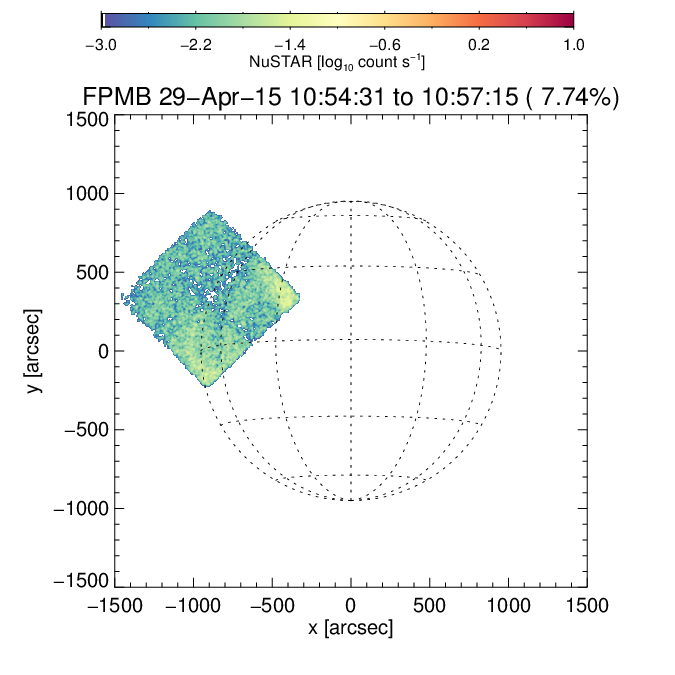 −3.0 −2.2 −1.4 −0.6 0.2 1.0
NuSTAR [log10 count s−1]
FPMB 29−Apr−15 10:54:31 to 10:57:15 ( 7.74%)
1500
1000
500
0
−500
−1000
−1500
y [arcsec]
−1500 −1000 −500 0 500 1000 1500
x [arcsec]